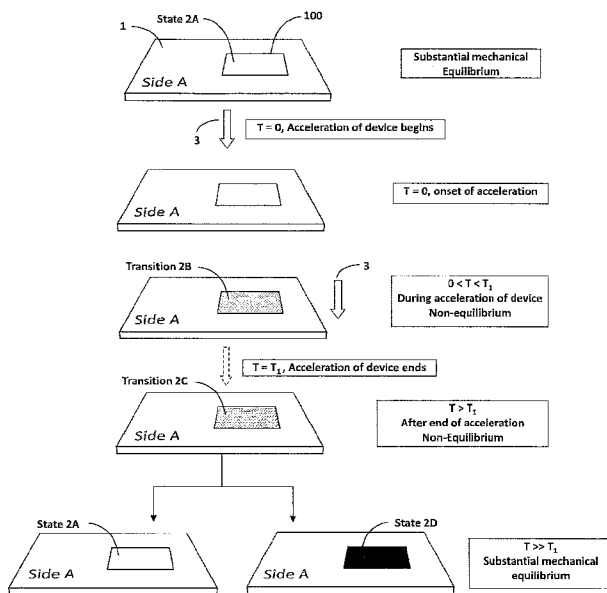 State 2A
100
1
Side A
Substantial mechanical
Equilibrium
3
T = 0, Acceleration of device begins
Side A
T = 0, onset of acceleration
Transition 2B
3
Side A
0 < T < T₁
During acceleration of device
Non-equilibrium
T = T₁, Acceleration of device ends
Transition 2C
Side A
T > T₁
After end of acceleration
Non-Equilibrium
State 2A
State 2D
Side A
Side A
T >> T₁
Substantial mechanical
equilibrium